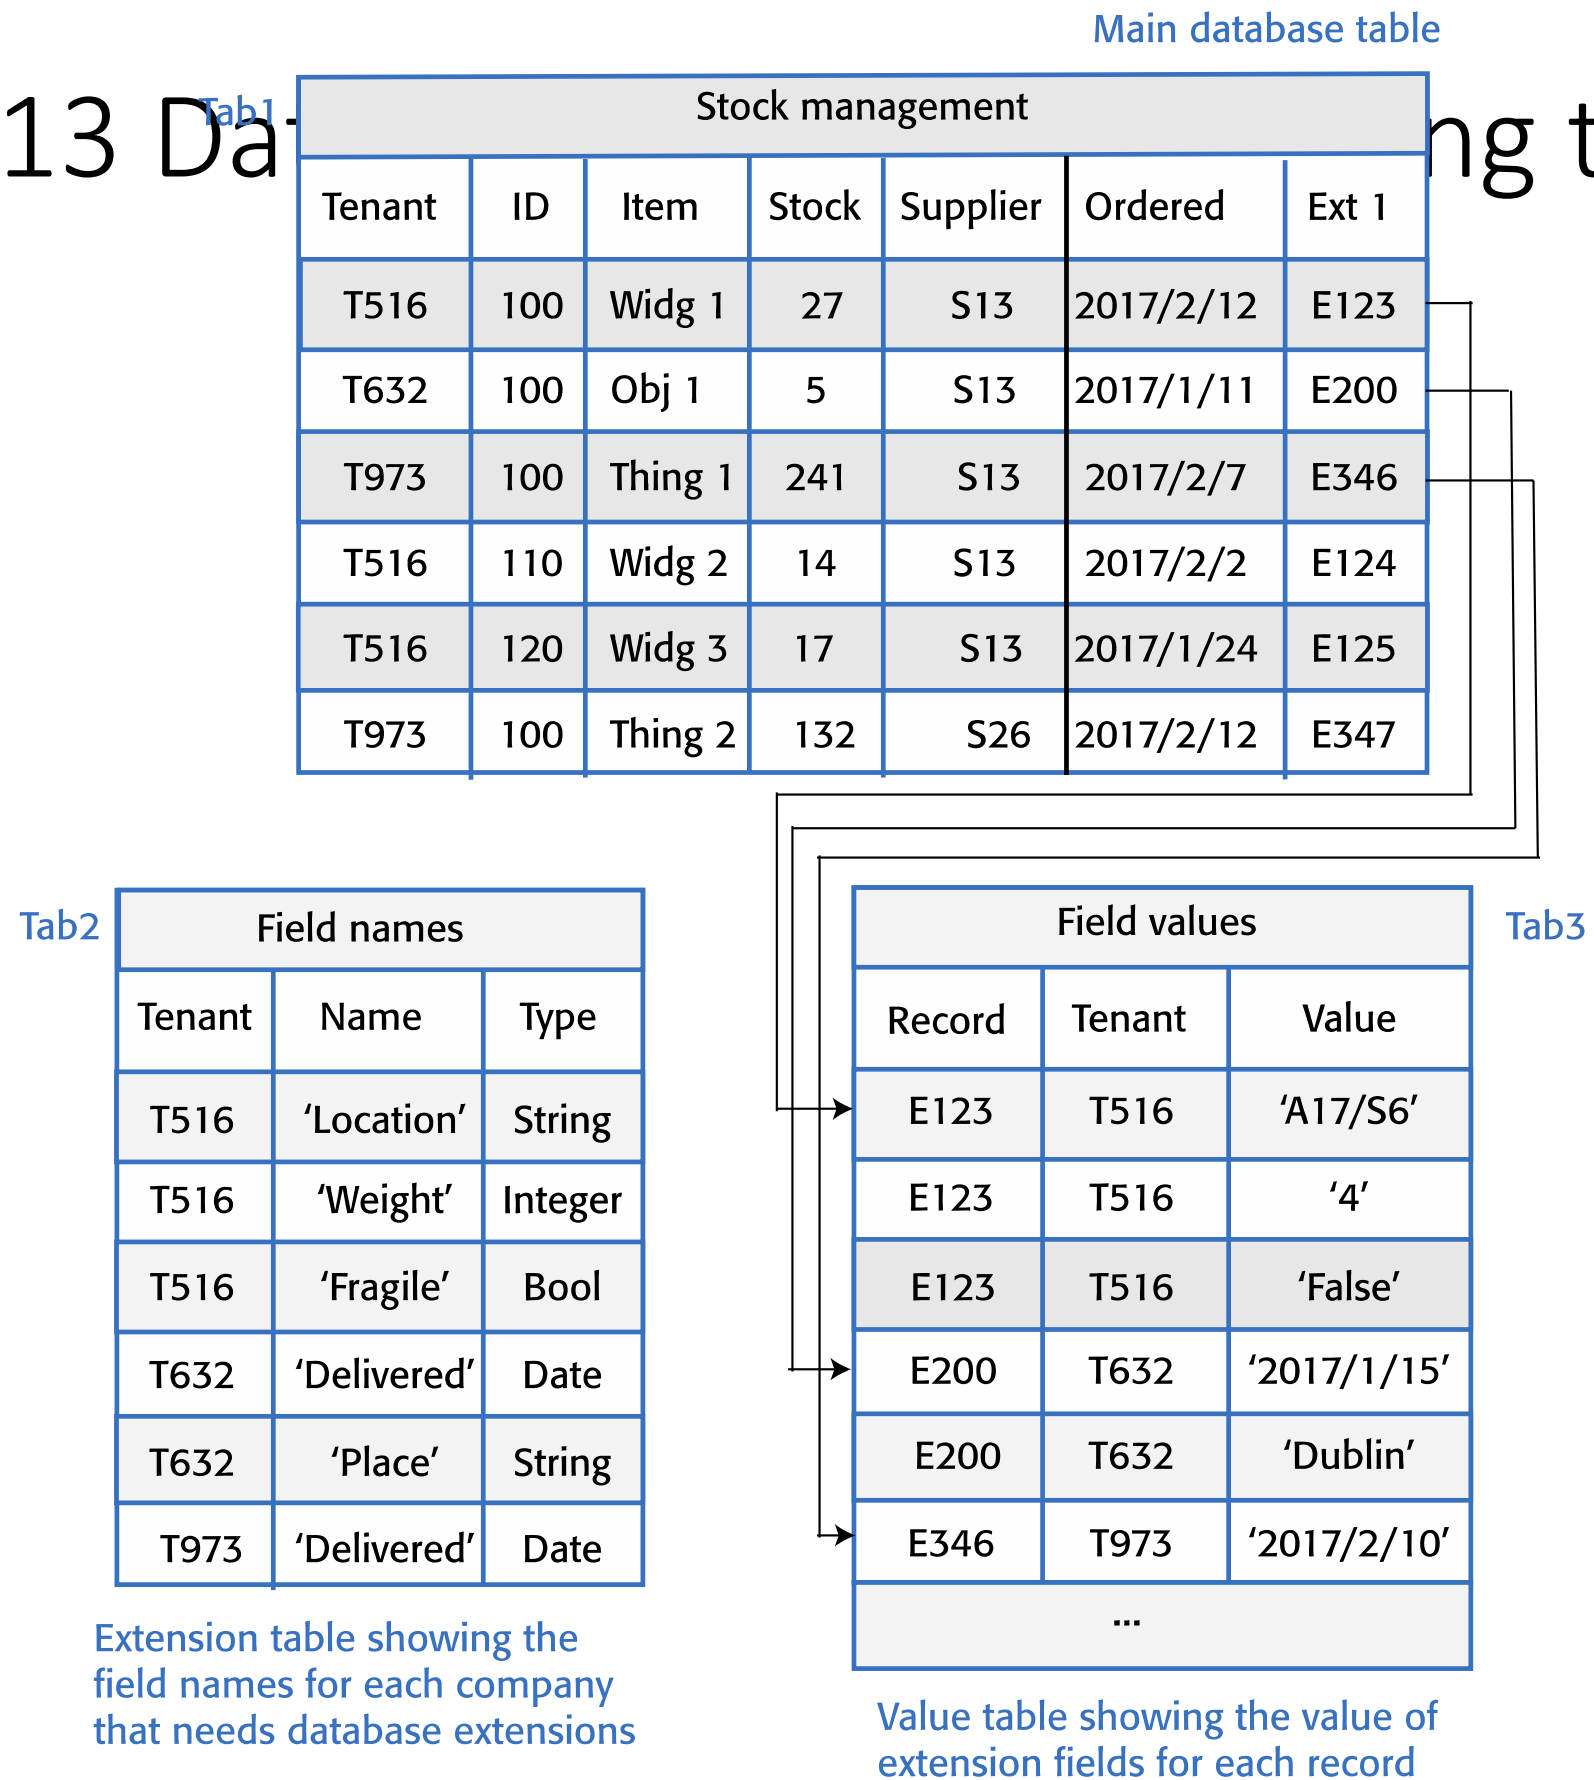 Main database table
13 Da ng t
Tab1
Stock management
Tenant ID Item Stock Supplier Ordered Ext 1
T516 100 Widg 1 27 S13 2017/2/12 E123
T632 100 Obj 1 5 S13 2017/1/11 E200
T973 100 Thing 1 241 S13 2017/2/7 E346
T516 110 Widg 2 14 S13 2017/2/2 E124
T516 120 Widg 3 17 S13 2017/1/24 E125
T973 100 Thing 2 132 S26 2017/2/12 E347
Tab2
Field names
Tenant Name Type
T516 ‘Location’ String
T516 ‘Weight’ Integer
T516 ‘Fragile’ Bool
T632 ‘Delivered’ Date
T632 ‘Place’ String
T973 ‘Delivered’ Date
Extension table showing the
field names for each company
that needs database extensions
Tab3
Field values
Record Tenant Value
E123 T516 ‘A17/S6’
E123 T516 ‘4’
E123 T516 ‘False’
E200 T632 ‘2017/1/15’
E200 T632 ‘Dublin’
E346 T973 ‘2017/2/10’
...
Value table showing the value of
extension fields for each record